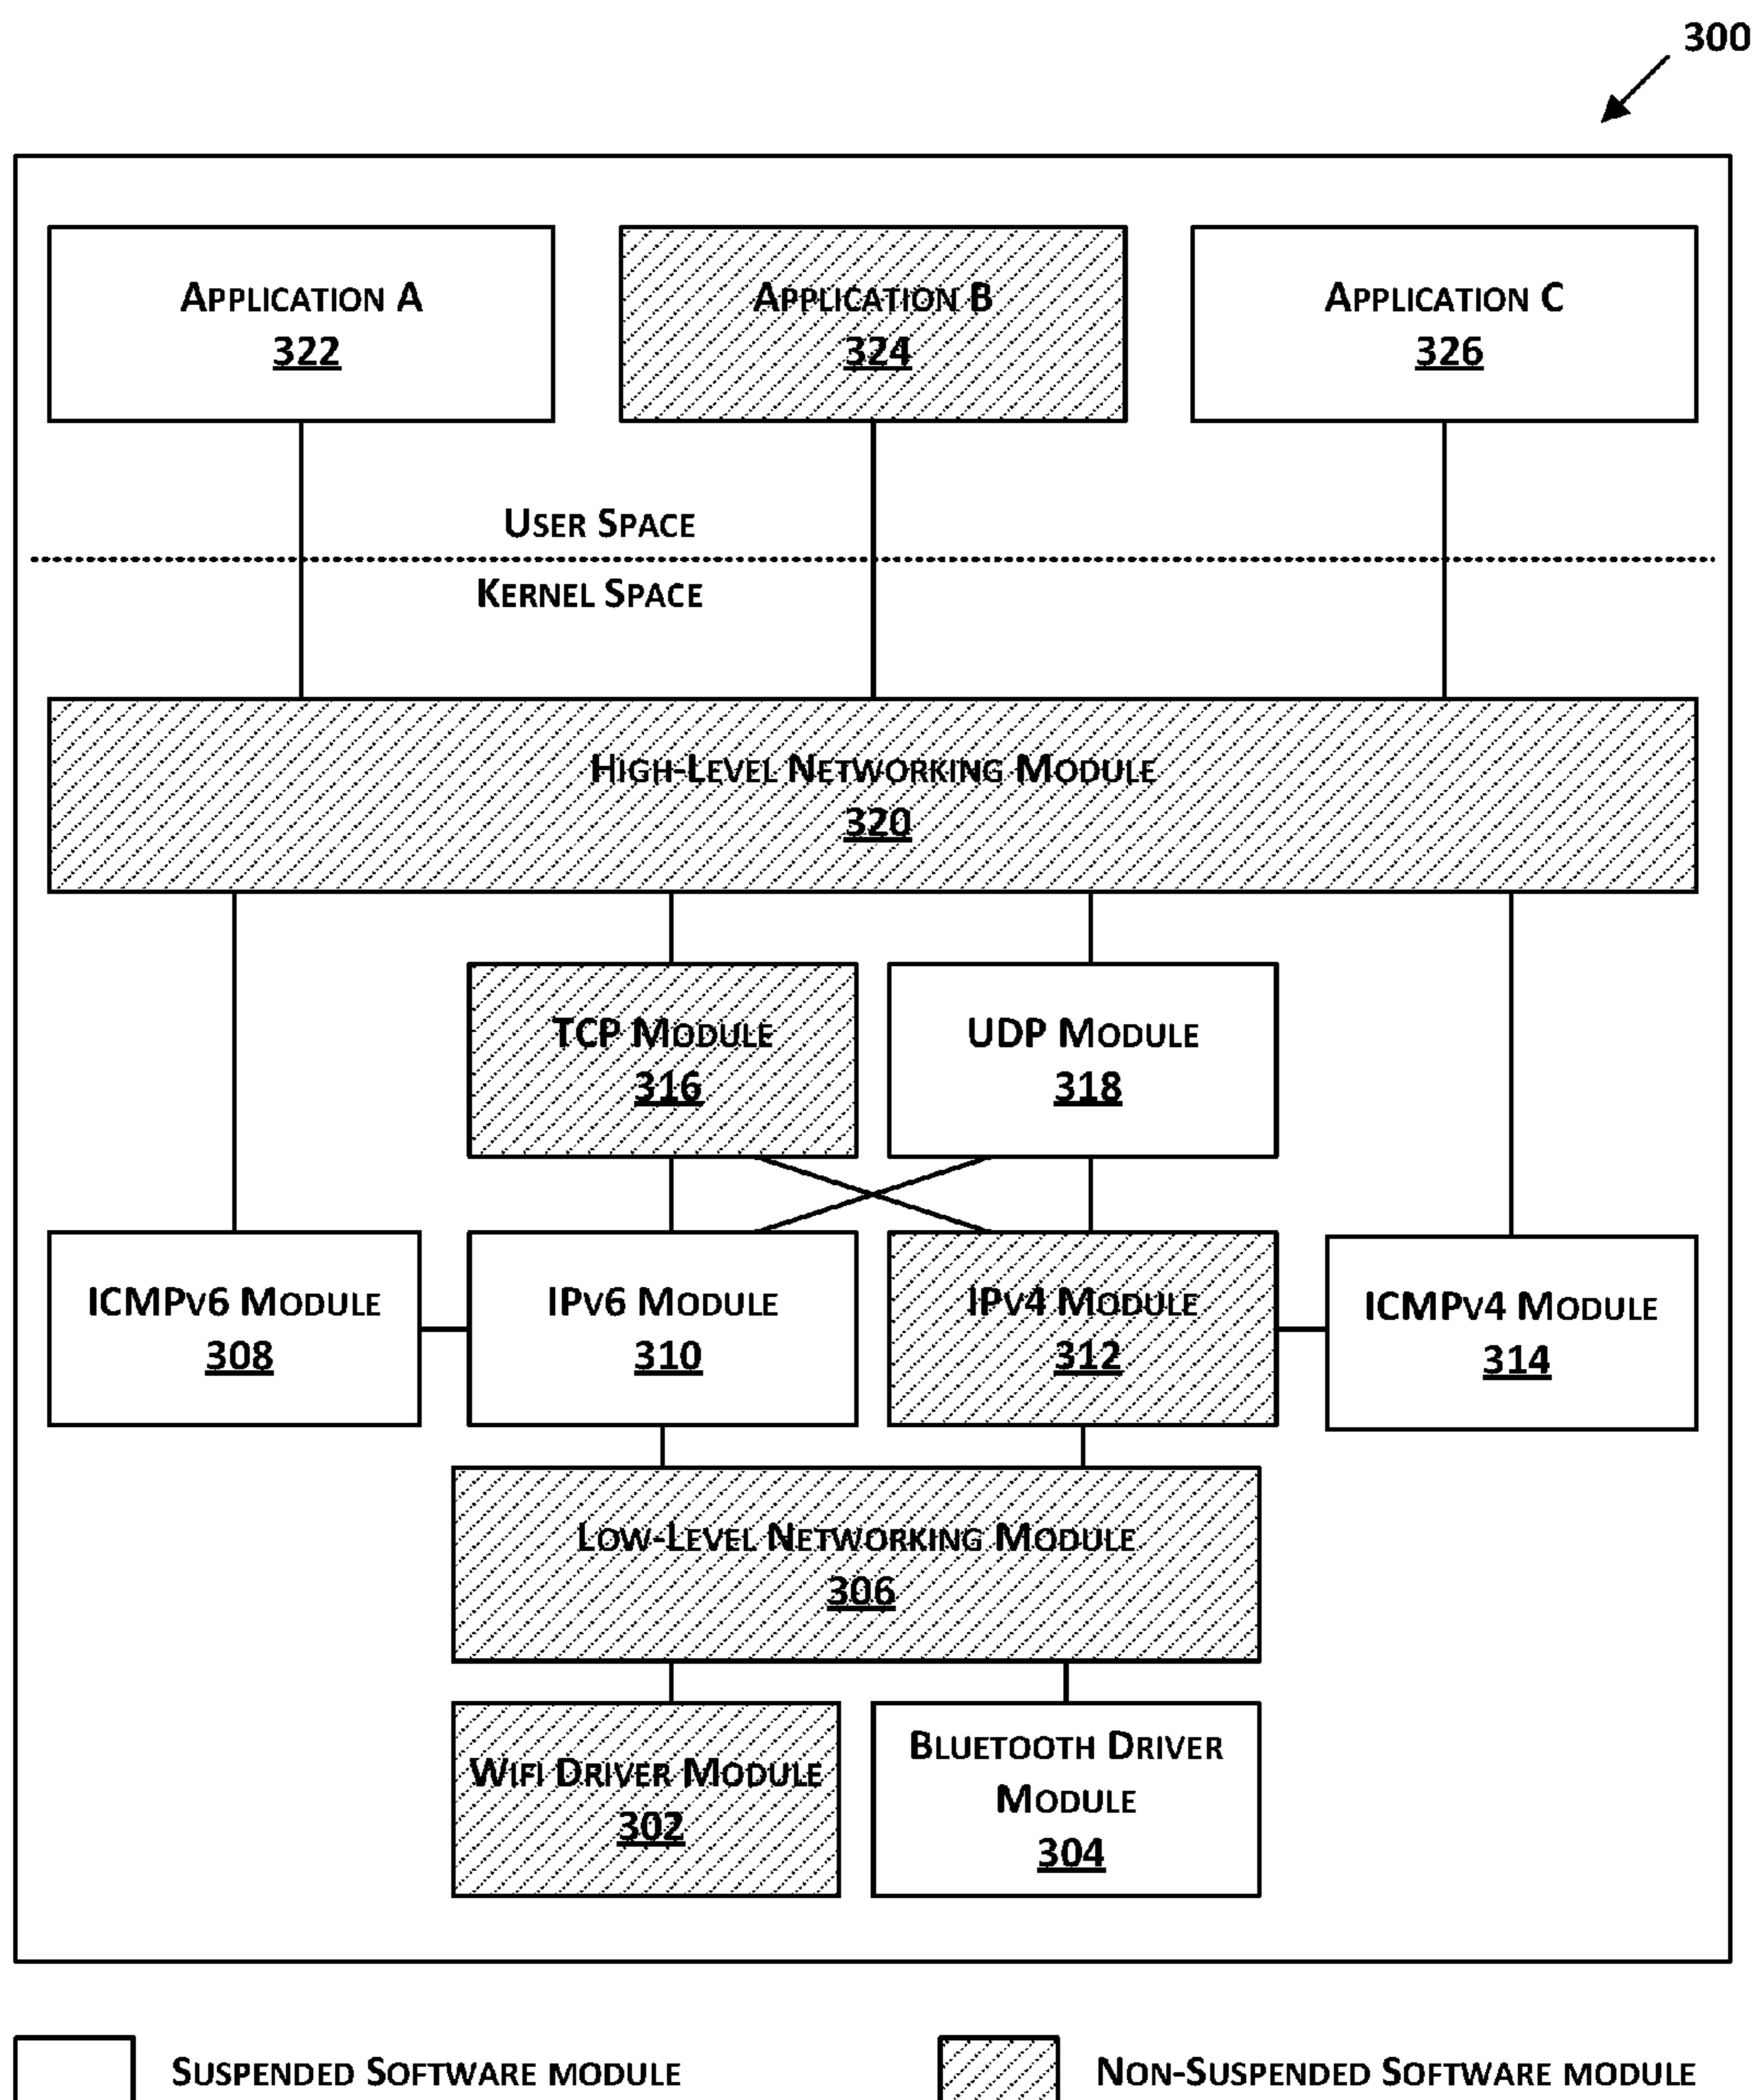 300
APPLICATION A
322
APPLICATION B
324
APPLICATION C
326
USER SPACE
KERNEL SPACE
HIGH-LEVEL NETWORKING MODULE
320
TCP MODULE
316
UDP MODULE
318
ICMPV6 MODULE
308
IPV6 MODULE
310
IPV4 MODULE
312
ICMPV4 MODULE
314
LOW-LEVEL NETWORKING MODULE
306
WIFI DRIVER MODULE
302
BLUETOOTH DRIVER
MODULE
304
SUSPENDED SOFTWARE MODULE
NON-SUSPENDED SOFTWARE MODULE